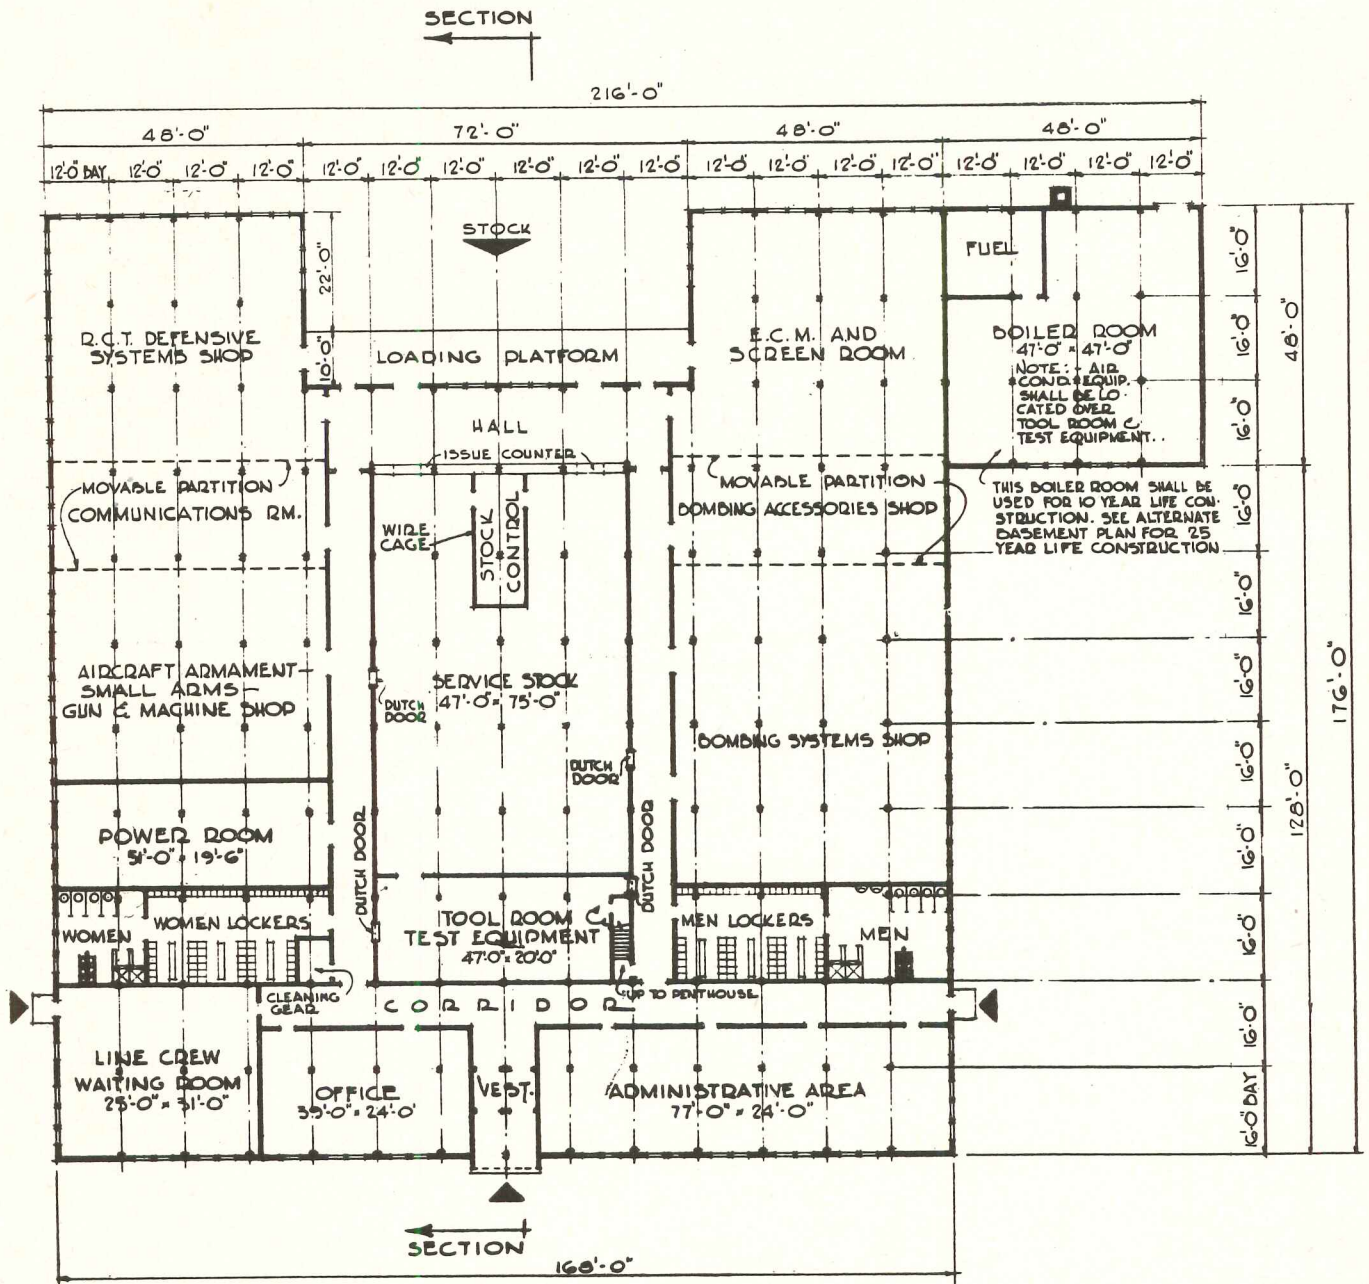 SECTION
216'-0"
48'-0" 72'-0" 48'-0" 48'-0"
12'-0" BAY 12'-0" 12'-0" 12'-0" 12'-0" 12'-0" 12'-0" 12'-0" 12'-0" 12'-0" 12'-0" 12'-0" 12'-0" 12'-0" 12'-0" 12'-0" 12'-0" 12'-0"
STOCK
22'-0"
10'-0"
FUEL
R.C.T. DEFENSIVE
SYSTEMS SHOP
LOADING PLATFORM
E.C.M. AND
SCREEN ROOM
BOILER ROOM
47'-0" × 47'-0"
NOTE:- AIR
COND. EQUIP.
SHALL BE LO-
CATED OVER
TOOL ROOM &
TEST EQUIPMENT.
HALL
ISSUE COUNTER
MOVABLE PARTITION
COMMUNICATIONS RM.
WIRE
CAGE
STOCK
CONTROL
MOVABLE PARTITION
BOMBING ACCESSORIES SHOP
THIS BOILER ROOM SHALL BE
USED FOR 10 YEAR LIFE CON-
STRUCTION. SEE ALTERNATE
BASEMENT PLAN FOR 25
YEAR LIFE CONSTRUCTION
AIRCRAFT ARMAMENT-
SMALL ARMS-
GUN & MACHINE SHOP
DUTCH
DOOR
SERVICE STOCK
47'-0" × 75'-0"
DUTCH
DOOR
BOMBING SYSTEMS SHOP
POWER ROOM
51'-0" × 19'-6"
DUTCH DOOR
DUTCH DOOR
WOMEN
WOMEN LOCKERS
TOOL ROOM &
TEST EQUIPMENT
47'-0" × 20'-0"
MEN LOCKERS
MEN
CLEANING
GEAR
CORRIDOR
UP TO PENTHOUSE
LINE CREW
WAITING ROOM
25'-0" × 31'-0"
OFFICE
39'-0" × 24'-0"
VEST.
ADMINISTRATIVE AREA
77'-0" × 24'-0"
16'-0"
16'-0"
16'-0"
16'-0"
16'-0"
16'-0"
16'-0"
16'-0"
16'-0"
16'-0"
16'-0" BAY
48'-0"
128'-0"
176'-0"
SECTION
168'-0"